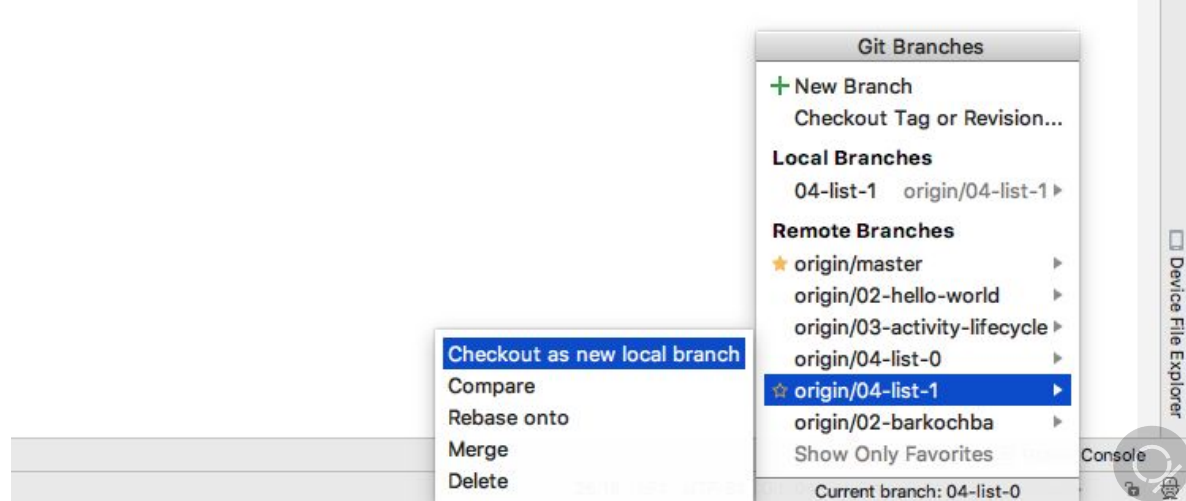 Git Branches
New Branch
Checkout Tag or Revision...
Local Branches
04-list-1 origin/04-list-1
Remote Branches
origin/master
origin/02-hello-world
origin/03-activity-lifecycle
origin/04-list-0
origin/04-list-1
origin/02-barkochba
Show Only Favorites
Current branch: 04-list-0
Checkout as new local branch
Compare
Rebase onto
Merge
Delete
Device File Explorer
Console